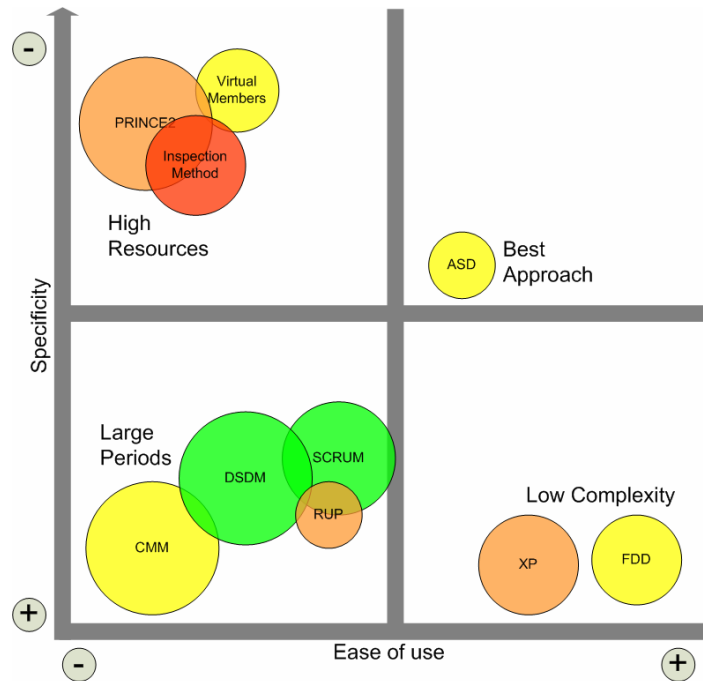 -
Virtual
Members
PRINCE2
Inspection
Method
High
Resources
ASD
Best
Approach
Specificity
Large
Periods
SCRUM
DSDM
RUP
CMM
Low Complexity
XP
FDD
+
-
Ease of use
+